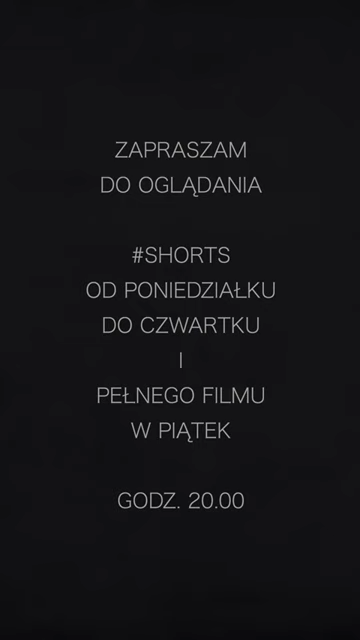 ZAPRASZAM
DO OGLĄDANIA
#SHORTS
OD PONIEDZIAŁKU
DO CZWARTKU
I
PEŁNEGO FILMU
W PIĄTEK
GODZ. 20.00